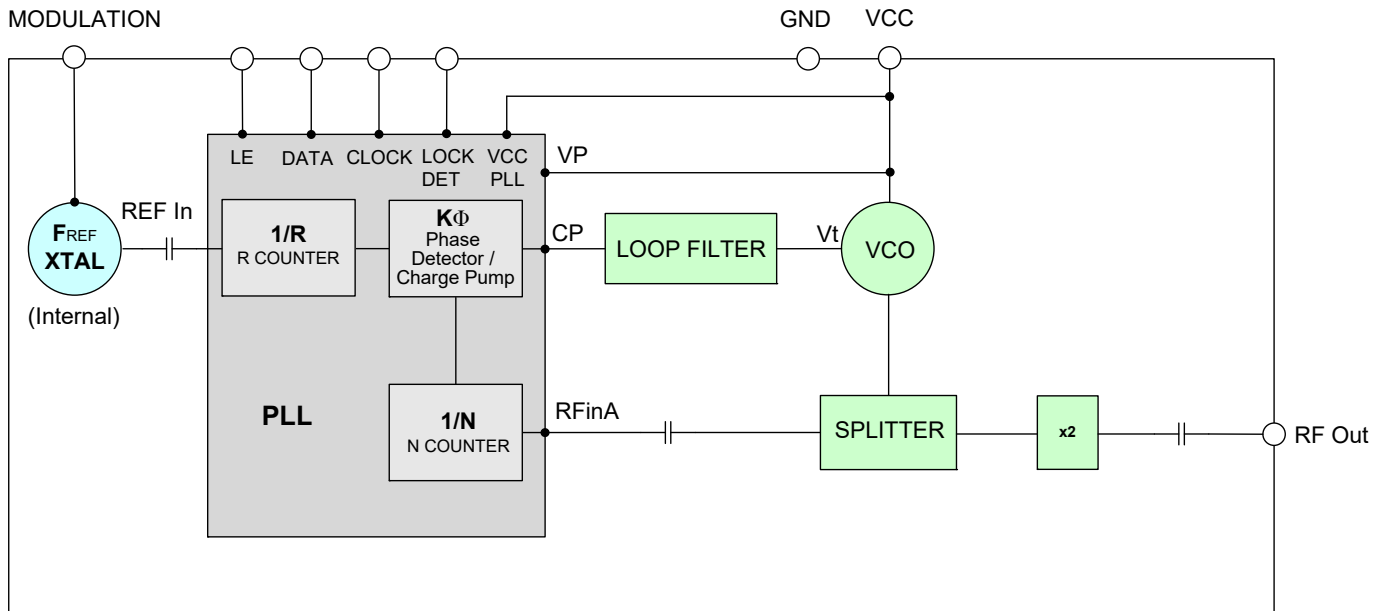 MODULATION
GND
VCC
LE
DATA
CLOCK
LOCK
DET
VCC
PLL
VP
REF In
FREF
XTAL
(Internal)
1/R
R COUNTER
KΦ
Phase
Detector /
Charge Pump
CP
LOOP FILTER
Vt
VCO
PLL
1/N
N COUNTER
RFinA
SPLITTER
x2
RF Out